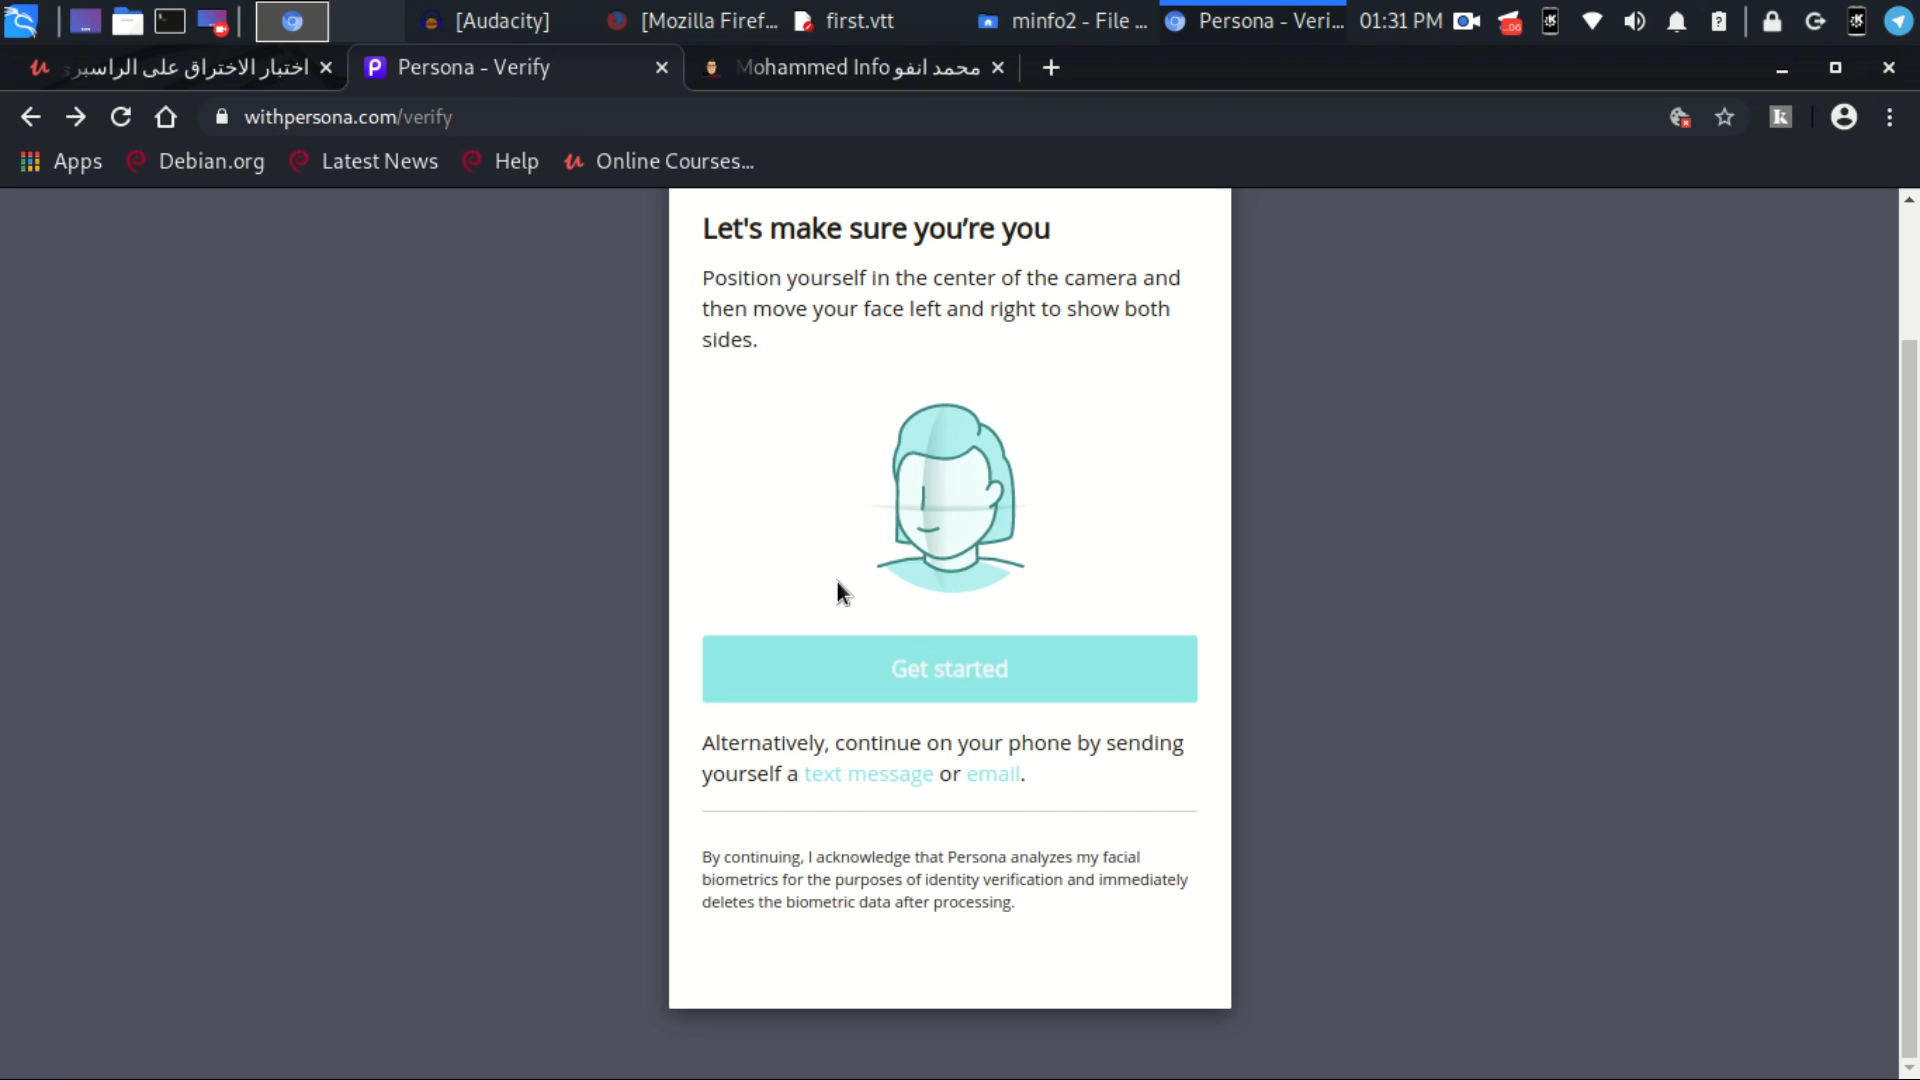 [Audacity]
[Mozilla Firef...
first.vtt
minfo2 - File ...
Persona - Veri...
01:31 PM
اختبار الاختراق على الراسبري
Persona - Verify
Mohammed Info محمد انفو
withpersona.com/verify
Apps
Debian.org
Latest News
Help
Online Courses...
Let's make sure you’re you
Position yourself in the center of the camera and
then move your face left and right to show both
sides.
Get started
Alternatively, continue on your phone by sending
yourself a text message or email.
By continuing, I acknowledge that Persona analyzes my facial
biometrics for the purposes of identity verification and immediately
deletes the biometric data after processing.